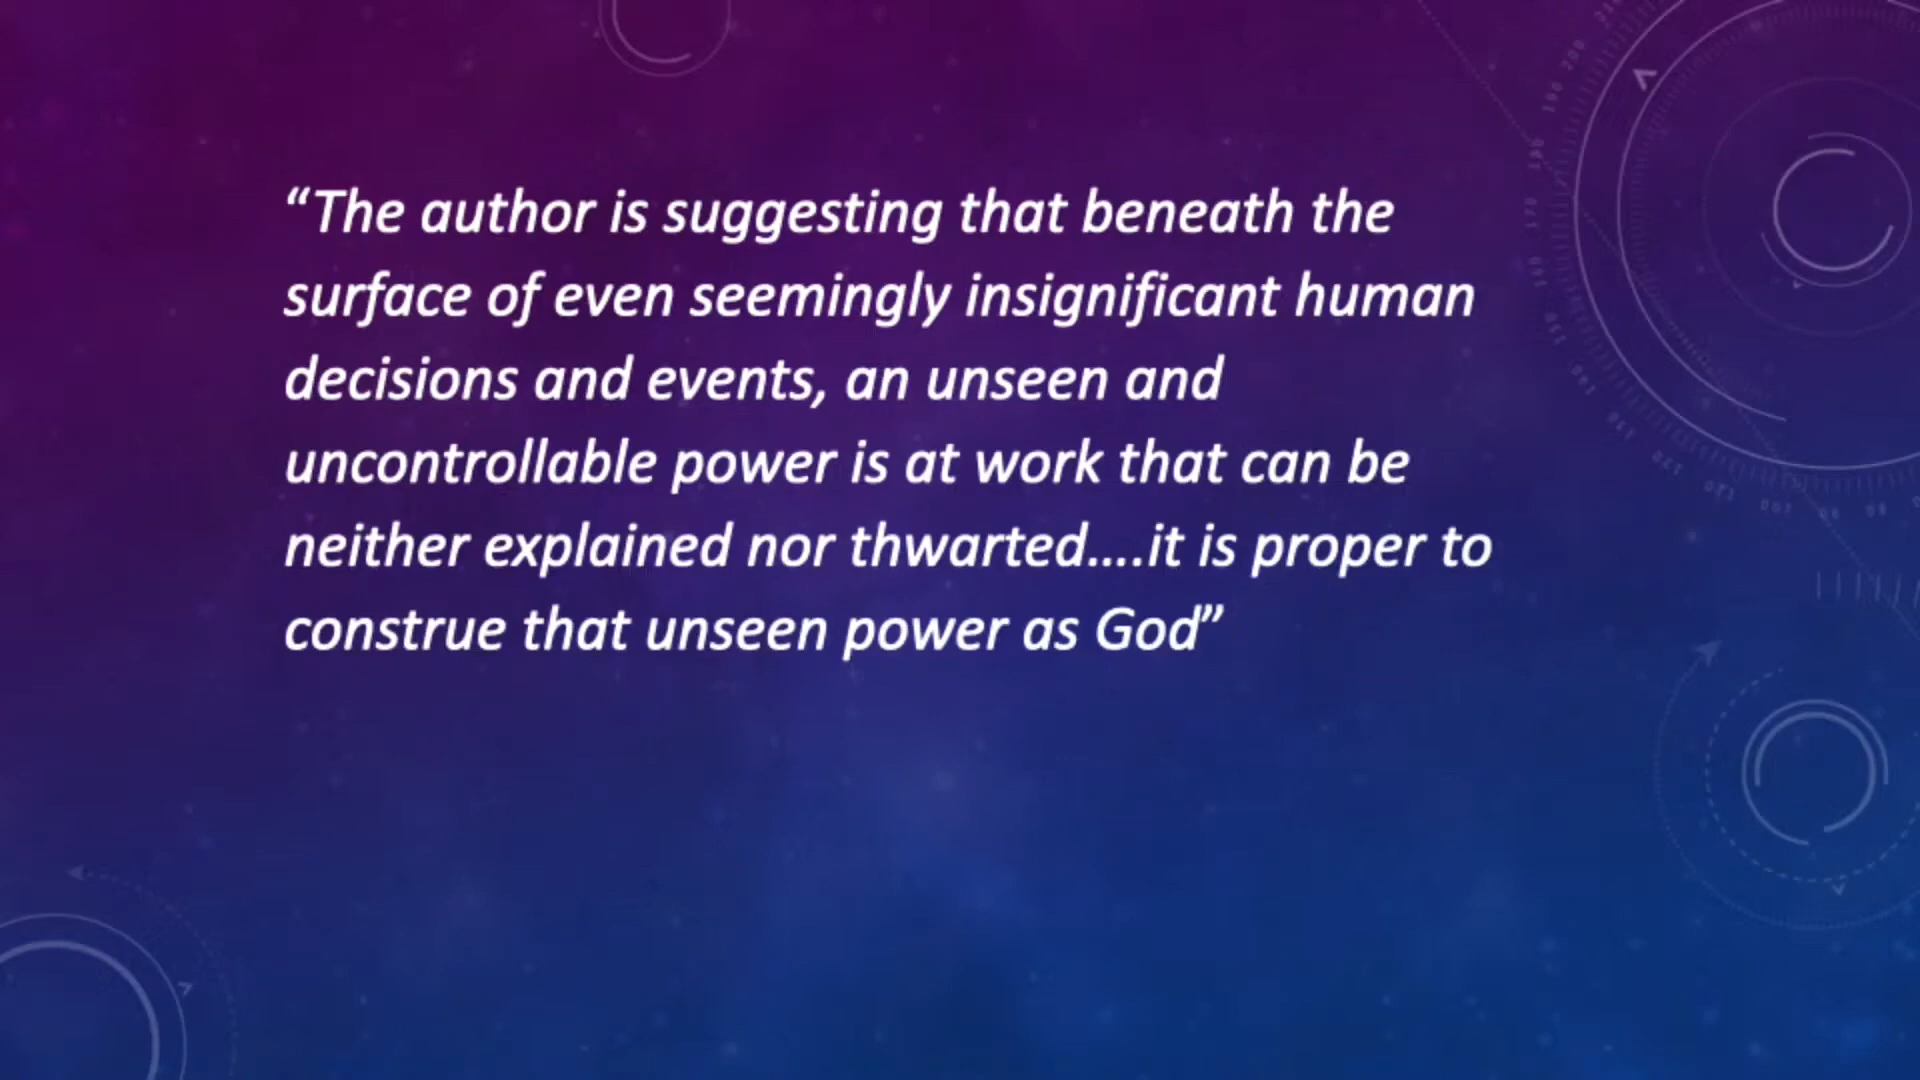 “The author is suggesting that beneath the
surface of even seemingly insignificant human
decisions and events, an unseen and
uncontrollable power is at work that can be
neither explained nor thwarted....it is proper to
construe that unseen power as God”